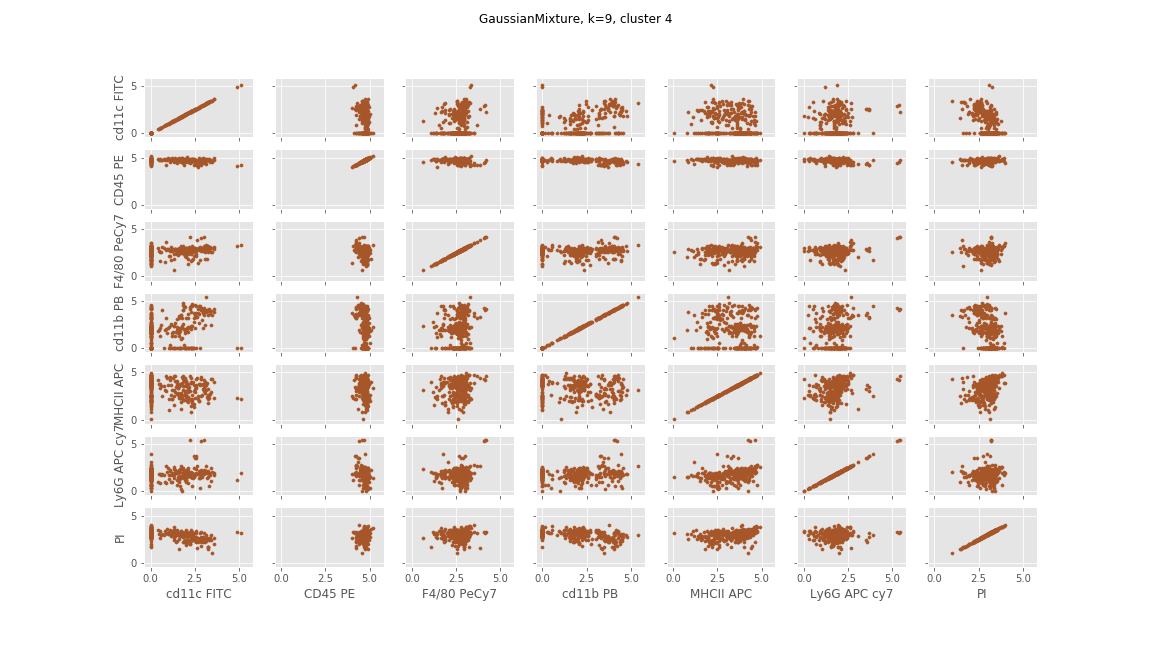 GaussianMixture, k=9, cluster 4
cd11c FITC
5
0
CD45 PE
5
0
F4/80 PeCy7
5
0
cd11b PB
5
0
MHCII APC
5
0
Ly6G APC cy7
5
0
PI
5
0
0.0 2.5 5.0 0.0 2.5 5.0 0.0 2.5 5.0 0.0 2.5 5.0 0.0 2.5 5.0 0.0 2.5 5.0 0.0 2.5 5.0
cd11c FITC CD45 PE F4/80 PeCy7 cd11b PB MHCII APC Ly6G APC cy7 PI